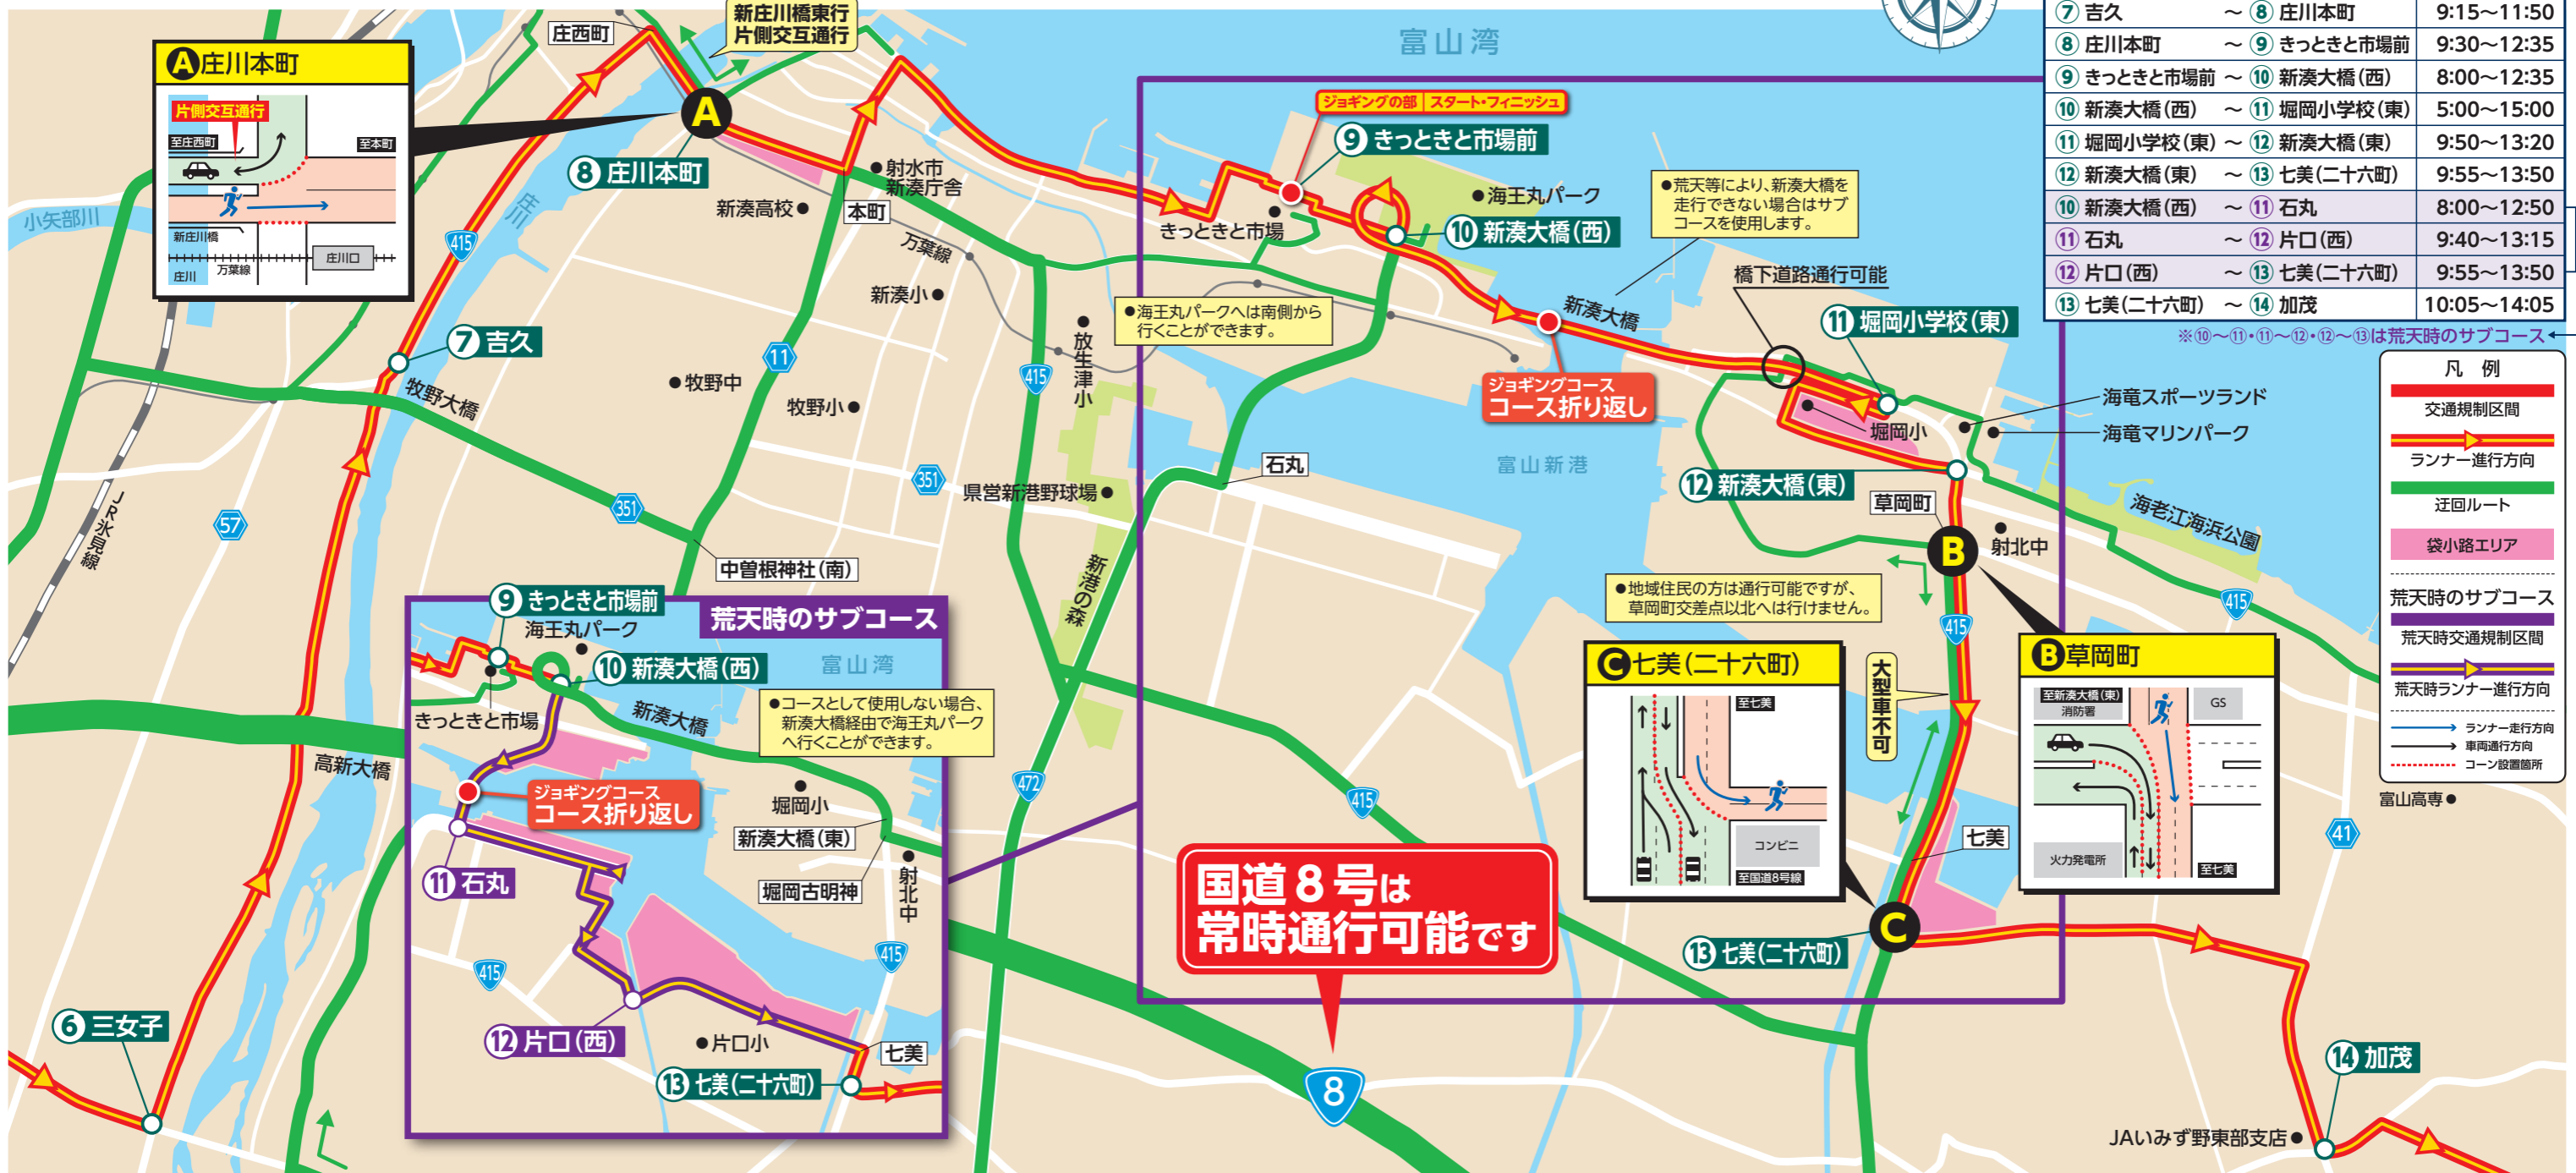 ⑦ 吉久 ～ ⑧ 庄川本町 9:15～11:50
⑧ 庄川本町 ～ ⑨ きっときと市場前 9:30～12:35
⑨ きっときと市場前 ～ ⑩ 新湊大橋(西) 8:00～12:35
⑩ 新湊大橋(西) ～ ⑪ 堀岡小学校(東) 5:00～15:00
⑪ 堀岡小学校(東) ～ ⑫ 新湊大橋(東) 9:50～13:20
⑫ 新湊大橋(東) ～ ⑬ 七美(二十六町) 9:55～13:50
⑩ 新湊大橋(西) ～ ⑪ 石丸 8:00～12:50
⑪ 石丸 ～ ⑫ 片口(西) 9:40～13:15
⑫ 片口(西) ～ ⑬ 七美(二十六町) 9:55～13:50
⑬ 七美(二十六町) ～ ⑭ 加茂 10:05～14:05
※⑩～⑪・⑪～⑫・⑫～⑬は荒天時のサブコース
凡 例
交通規制区間
ランナー進行方向
迂回ルート
袋小路エリア
荒天時のサブコース
荒天時交通規制区間
荒天時ランナー進行方向
ランナー走行方向
車両通行方向
コーン設置箇所
富山高専
41
新庄川橋東行
片側交互通行
庄西町
A 庄川本町
片側交互通行
至庄西町
至本町
新庄川橋
庄川
万葉線
庄川口
小矢部川
庄川
415
A
⑧ 庄川本町
射水市
新湊庁舎
新湊高校
本町
万葉線
新湊小
富山湾
ジョギングの部 スタート・フィニッシュ
⑨ きっときと市場前
海王丸パーク
きっときと市場
⑩ 新湊大橋(西)
●荒天等により、新湊大橋を
走行できない場合はサブ
コースを使用します。
橋下道路通行可能
●海王丸パークへは南側から
行くことができます。
新湊大橋
⑪ 堀岡小学校(東)
⑦ 吉久
牧野大橋
11
牧野中
牧野小
415
放生津小
ジョギングコース
コース折り返し
堀岡小
海竜スポーツランド
海竜マリンパーク
351
351
県営新港野球場
石丸
富山新港
⑫ 新湊大橋(東)
草岡町
B
射北中
海老江海浜公園
415
57
JR氷見線
中曽根神社(南)
新港の森
●地域住民の方は通行可能ですが、
草岡町交差点以北へは行けません。
415
大型車不可
B 草岡町
至新湊大橋(東)
消防署
GS
火力発電所
至七美
C 七美(二十六町)
至七美
コンビニ
至国道8号線
七美
C
⑬ 七美(二十六町)
荒天時のサブコース
⑨ きっときと市場前
海王丸パーク
⑩ 新湊大橋(西)
富山湾
きっときと市場
新湊大橋
●コースとして使用しない場合、
新湊大橋経由で海王丸パーク
へ行くことができます。
ジョギングコース
コース折り返し
堀岡小
新湊大橋(東)
⑪ 石丸
堀岡古明神
射北中
415
415
⑫ 片口(西)
片口小
七美
⑬ 七美(二十六町)
高新大橋
472
415
国道8号は
常時通行可能です
8
⑥ 三女子
⑭ 加茂
JAいみず野東部支店